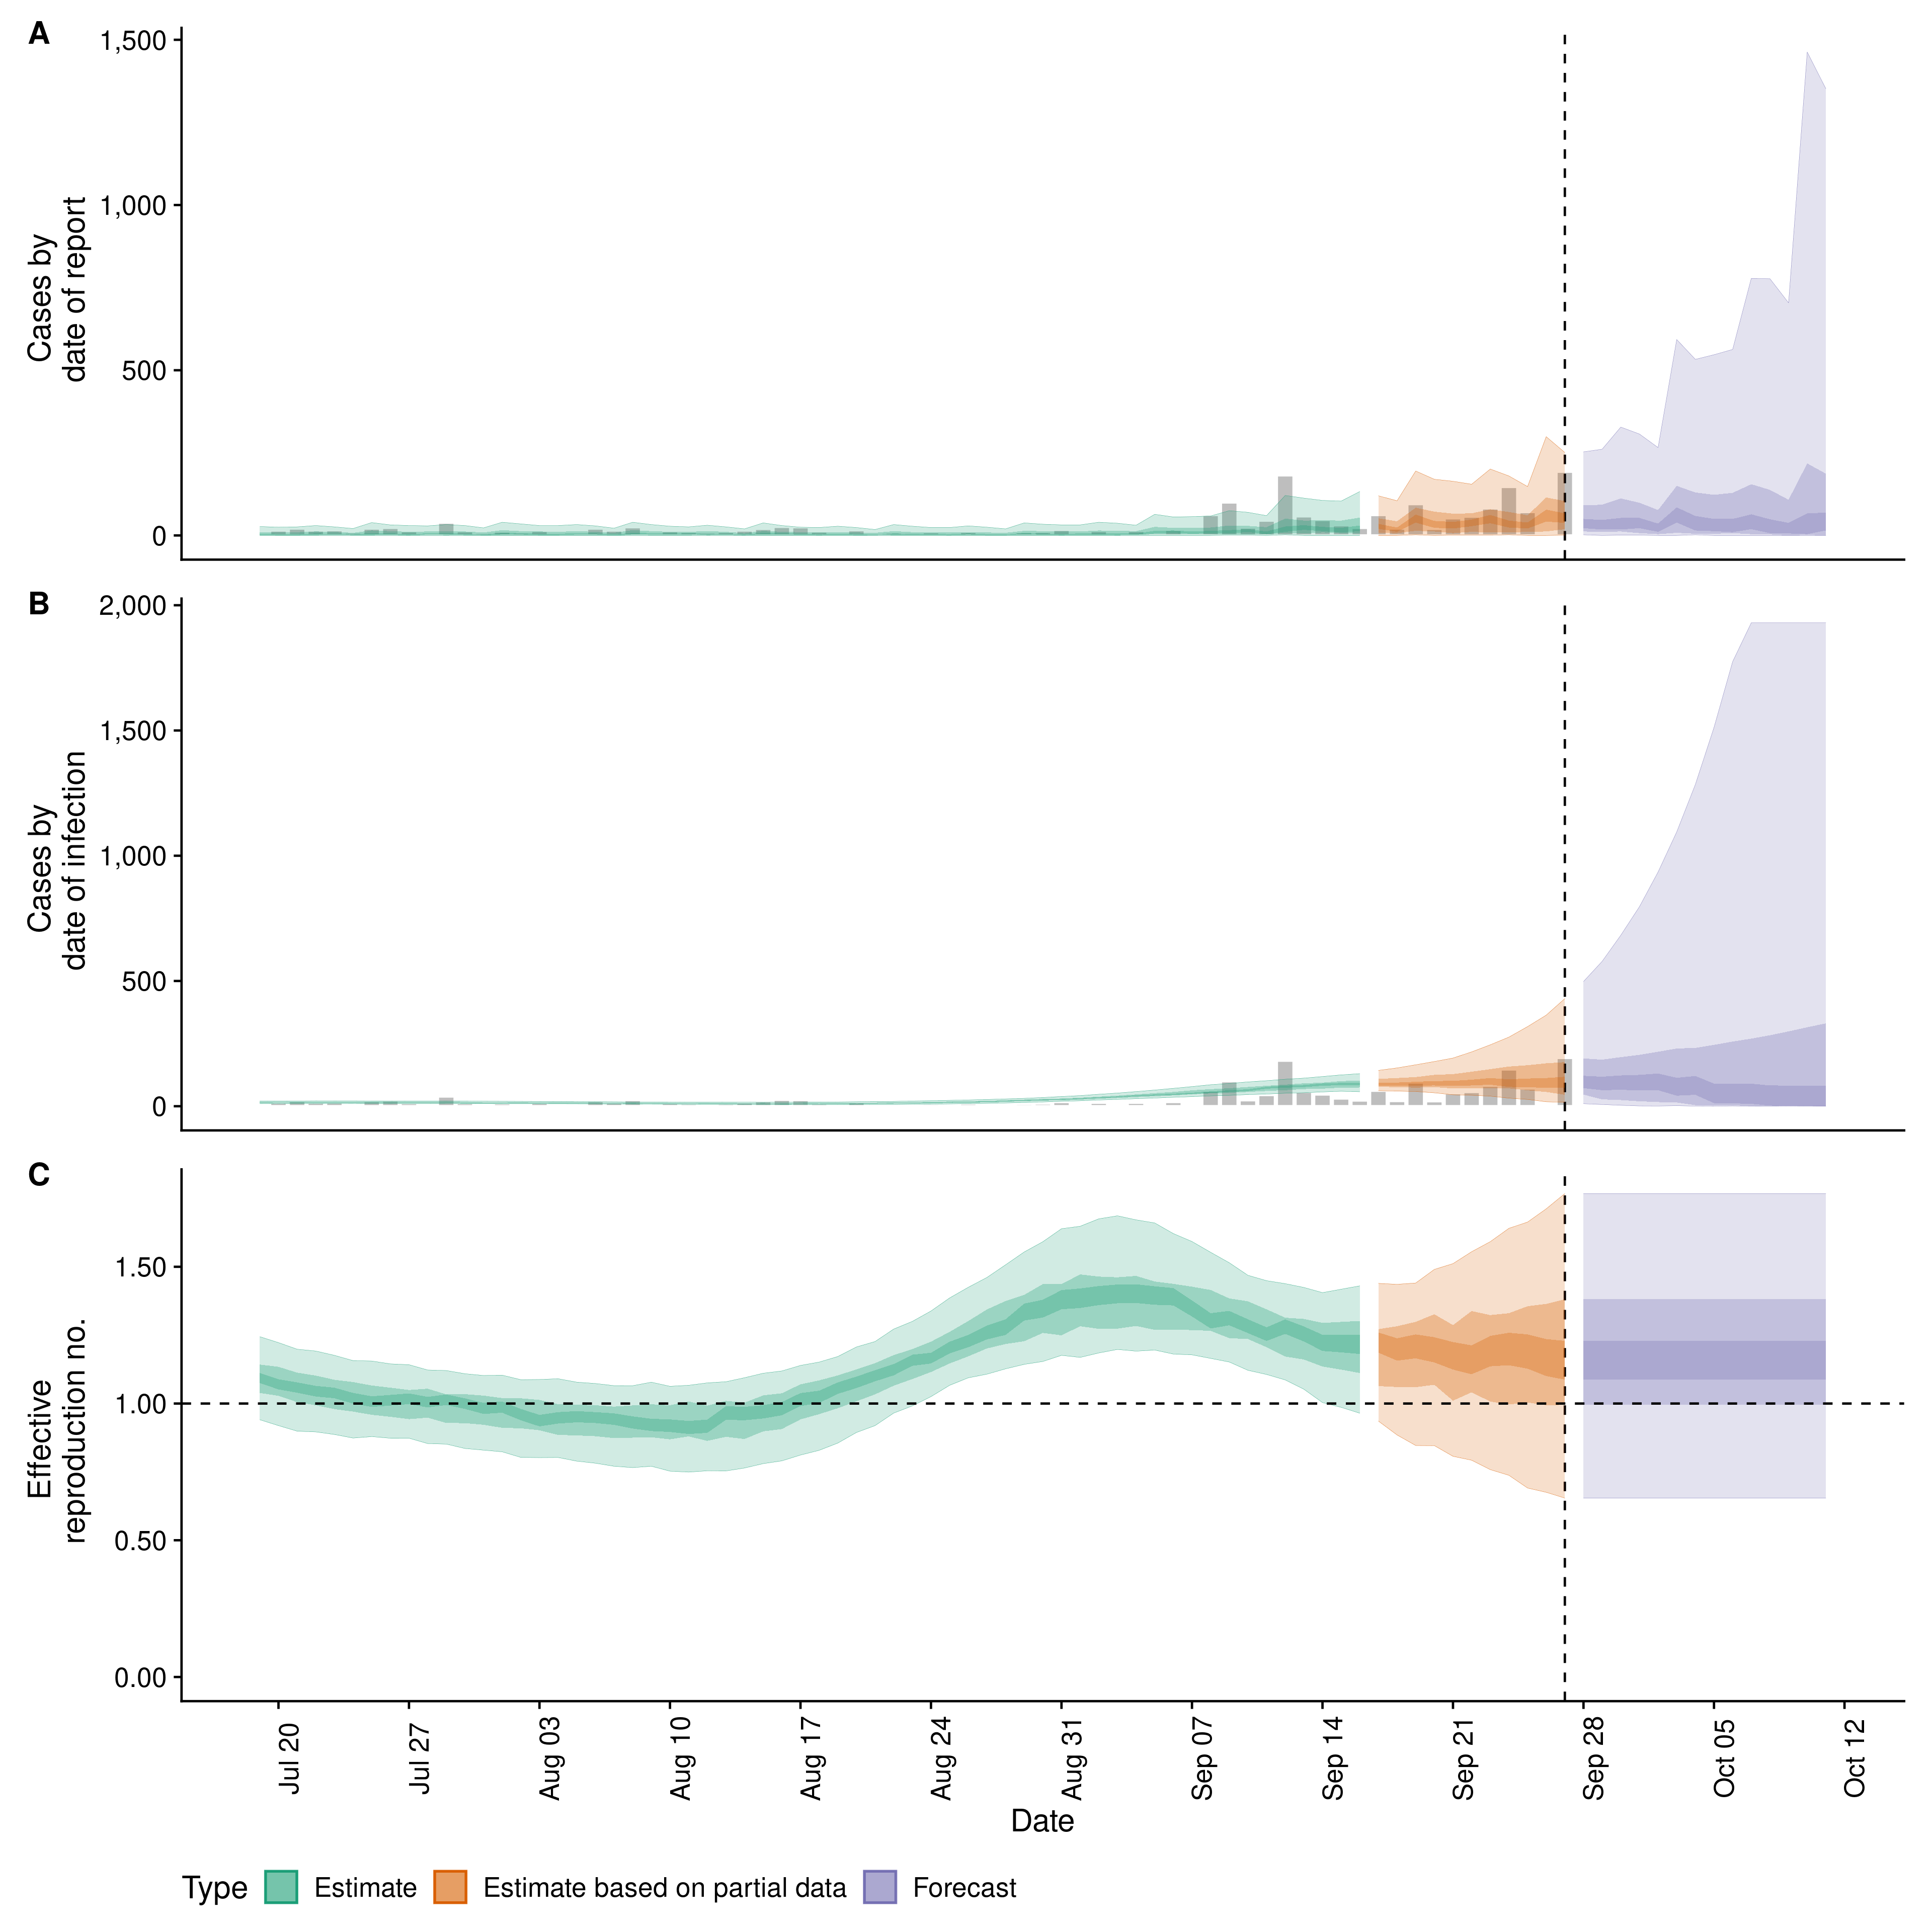 A
1,500
1,000
500
0
Cases by
date of report
B
2,000
1,500
1,000
500
0
Cases by
date of infection
C
1.50
1.00
0.50
0.00
Effective
reproduction no.
Jul 20
Jul 27
Aug 03
Aug 10
Aug 17
Aug 24
Aug 31
Sep 07
Sep 14
Sep 21
Sep 28
Oct 05
Oct 12
Date
Type Estimate Estimate based on partial data Forecast